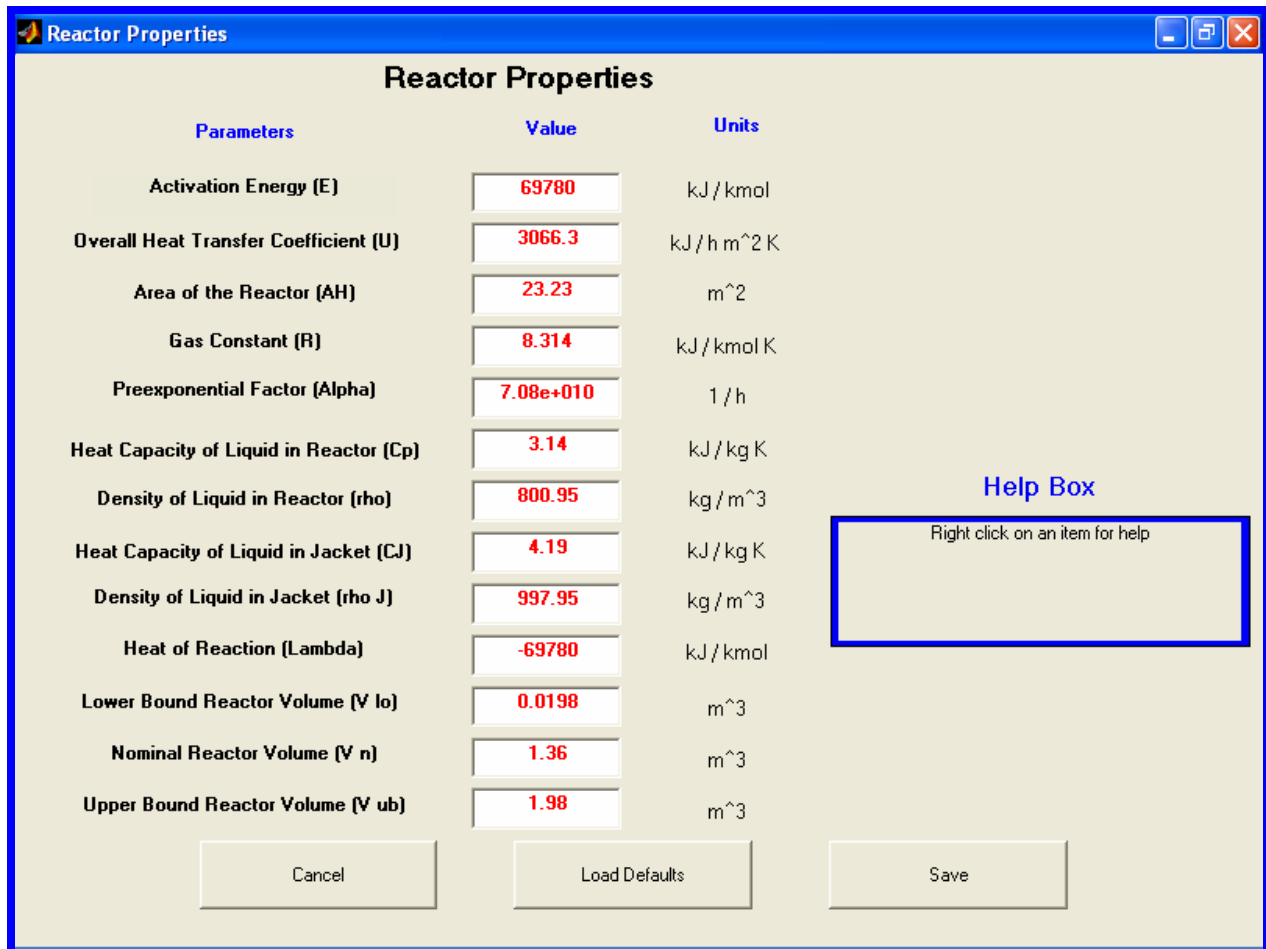 Reactor Properties
Reactor Properties
Parameters Value Units
Activation Energy (E) 69780 kJ / kmol
Overall Heat Transfer Coefficient (U) 3066.3 kJ / h m^2 K
Area of the Reactor (AH) 23.23 m^2
Gas Constant (R) 8.314 kJ / kmol K
Preexponential Factor (Alpha) 7.08e+010 1 / h
Heat Capacity of Liquid in Reactor (Cp) 3.14 kJ / kg K
Density of Liquid in Reactor (rho) 800.95 kg / m^3
Help Box
Right click on an item for help
Heat Capacity of Liquid in Jacket (CJ) 4.19 kJ / kg K
Density of Liquid in Jacket (rho J) 997.95 kg / m^3
Heat of Reaction (Lambda) -69780 kJ / kmol
Lower Bound Reactor Volume (V lo) 0.0198 m^3
Nominal Reactor Volume (V n) 1.36 m^3
Upper Bound Reactor Volume (V ub) 1.98 m^3
Cancel Load Defaults Save